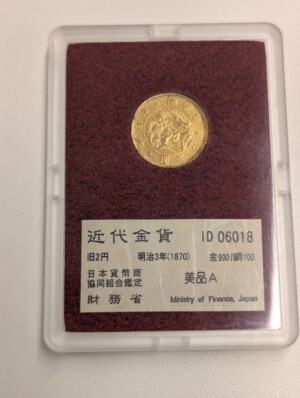 近代金貨 ID 06018
旧2円 明治3年(1870) 金900/銅100
日本貨幣商
協同組合鑑定 美品A
財務省 Ministry of Finance, Japan